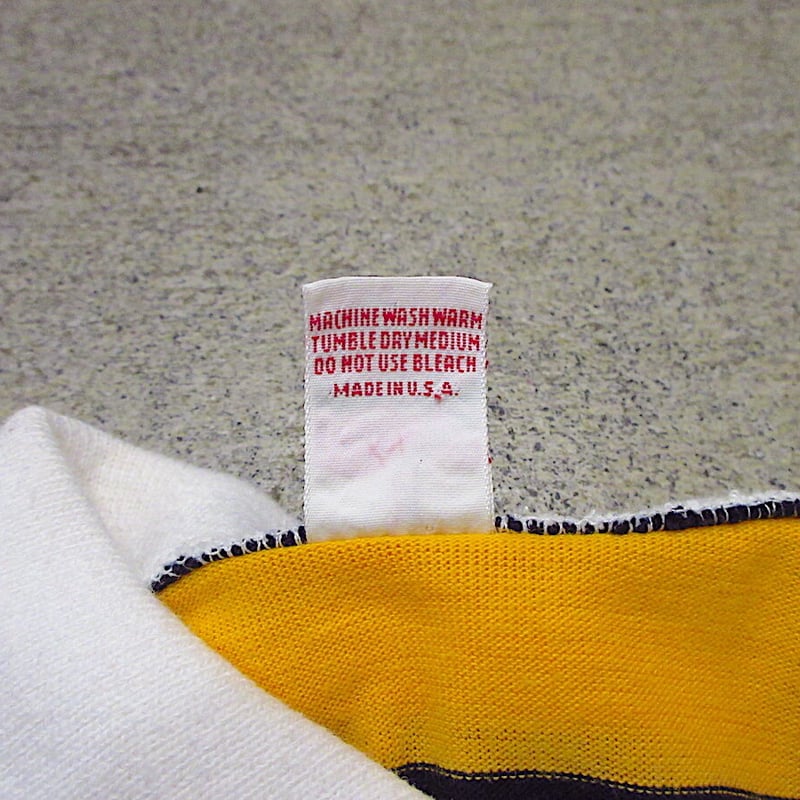 MACHINE WASH WARM
TUMBLE DRY MEDIUM
DO NOT USE BLEACH
MADE IN U.S.A.